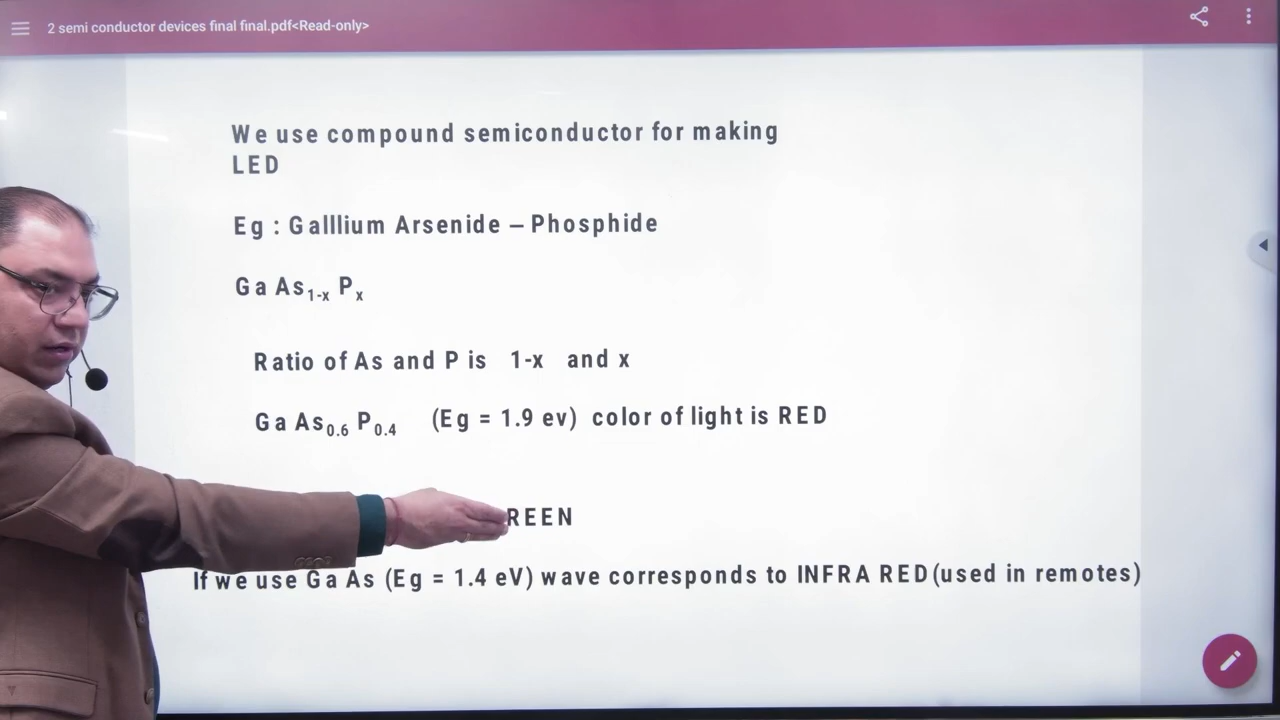 2 semi conductor devices final final.pdf<Read-only>
We use compound semiconductor for making
LED
Eg : Galllium Arsenide – Phosphide
Ga As1-x Px
Ratio of As and P is 1-x and x
Ga As0.6 P0.4 (Eg = 1.9 ev) color of light is RED
REEN
If we use Ga As (Eg = 1.4 eV) wave corresponds to INFRA RED(used in remotes)